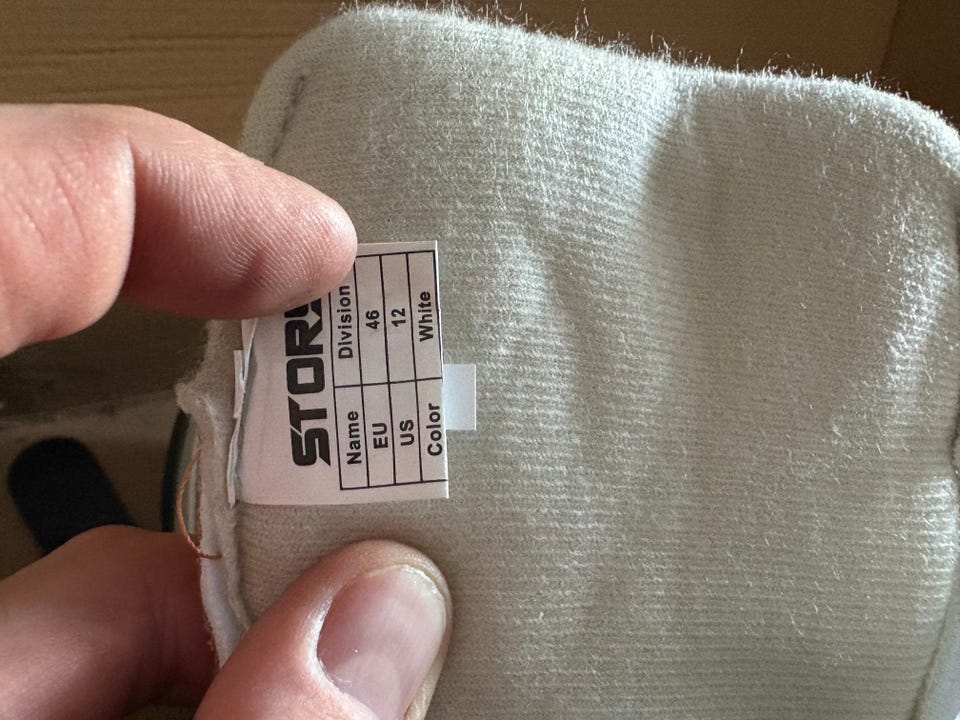 STOR
Name Division
EU 46
US 12
Color White